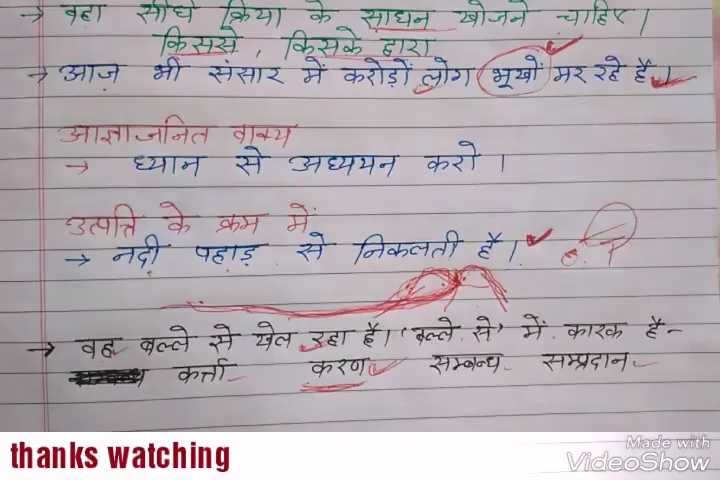 → वहा सीधे क्रिया के साधन खोजने चाहिए।
किससे, किसके द्वारा
→ आज भी संसार में करोड़ों लोग भूखों मर रहे है।
आज्ञाजनित वाक्य
→ ध्यान से अध्ययन करो।
उत्पत्ति के क्रम में
→ नदी पहाड़ से निकलती है।
→ वह बल्ले से खेल रहा है। 'बल्ले से' में कारक है-
कर्त्ता करण सम्बन्ध सम्प्रदान
thanks watching
Made with
VideoShow